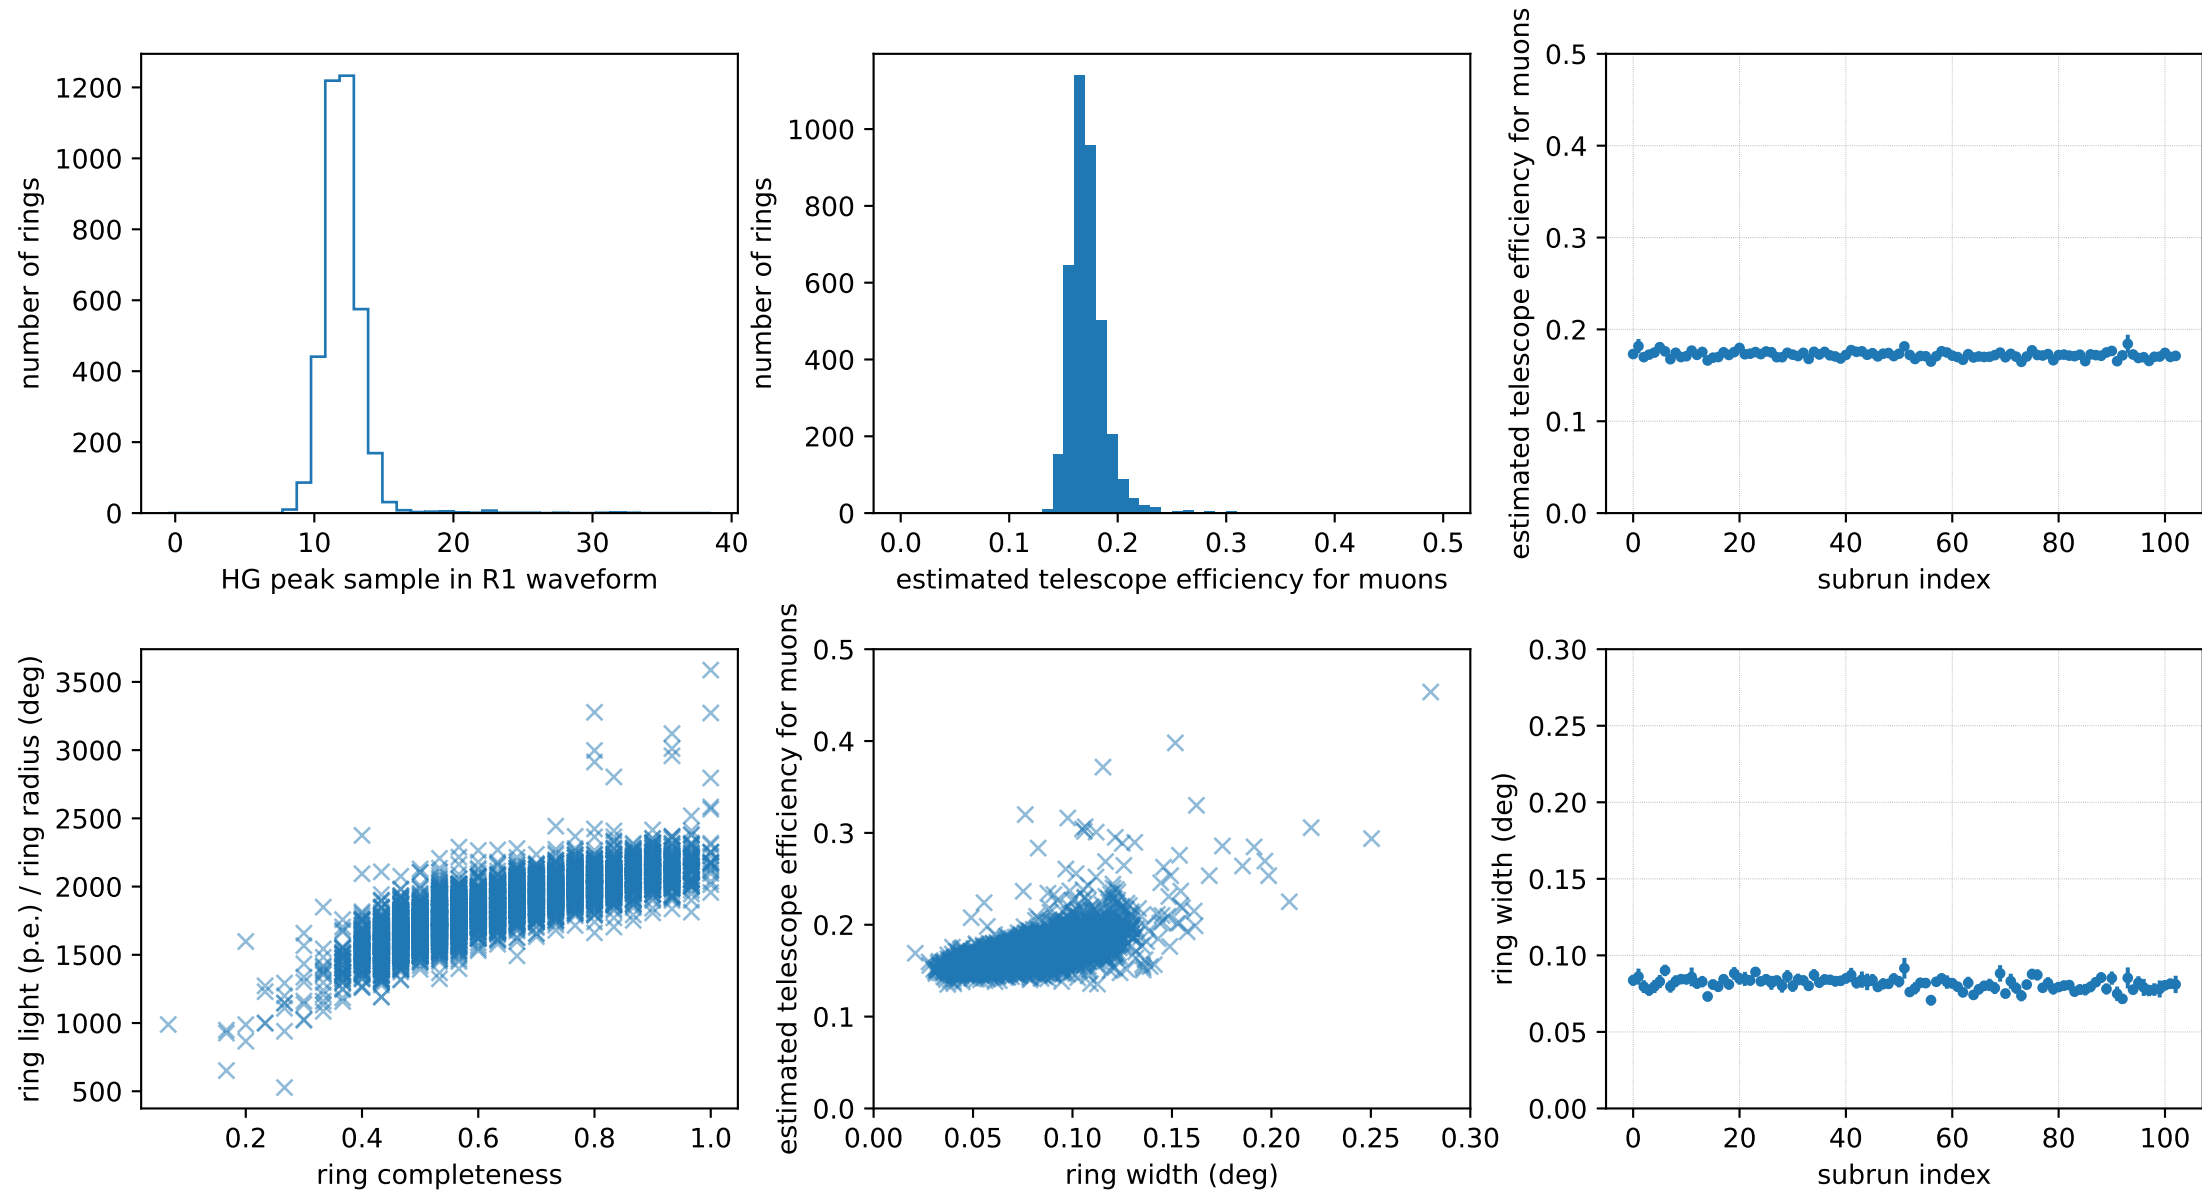 number of rings
1200
1000
800
600
400
200
0
0 10 20 30 40
HG peak sample in R1 waveform
number of rings
1000
800
600
400
200
0
0.0 0.1 0.2 0.3 0.4 0.5
estimated telescope efficiency for muons
estimated telescope efficiency for muons
0.5
0.4
0.3
0.2
0.1
0.0
0 20 40 60 80 100
subrun index
ring light (p.e.) / ring radius (deg)
3500
3000
2500
2000
1500
1000
500
0.2 0.4 0.6 0.8 1.0
ring completeness
estimated telescope efficiency for muons
0.5
0.4
0.3
0.2
0.1
0.0
0.00 0.05 0.10 0.15 0.20 0.25 0.30
ring width (deg)
ring width (deg)
0.30
0.25
0.20
0.15
0.10
0.05
0.00
0 20 40 60 80 100
subrun index